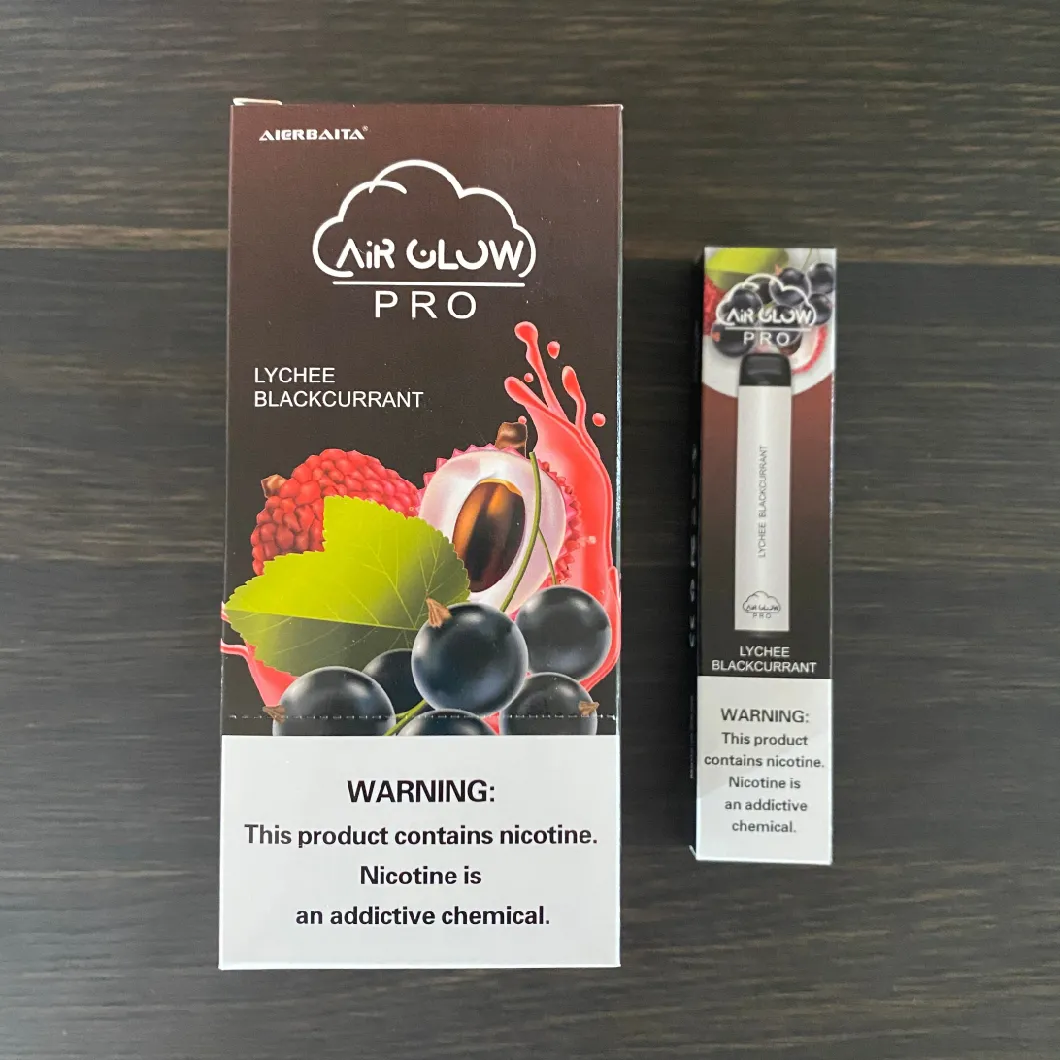 AIERBAITA®
AiR GLOW
PRO
LYCHEE
BLACKCURRANT
WARNING:
This product contains nicotine.
Nicotine is
an addictive chemical.
AiR GLOW
PRO
LYCHEE BLACKCURRANT
AiR GLOW
PRO
LYCHEE
BLACKCURRANT
WARNING:
This product
contains nicotine.
Nicotine is
an addictive
chemical.